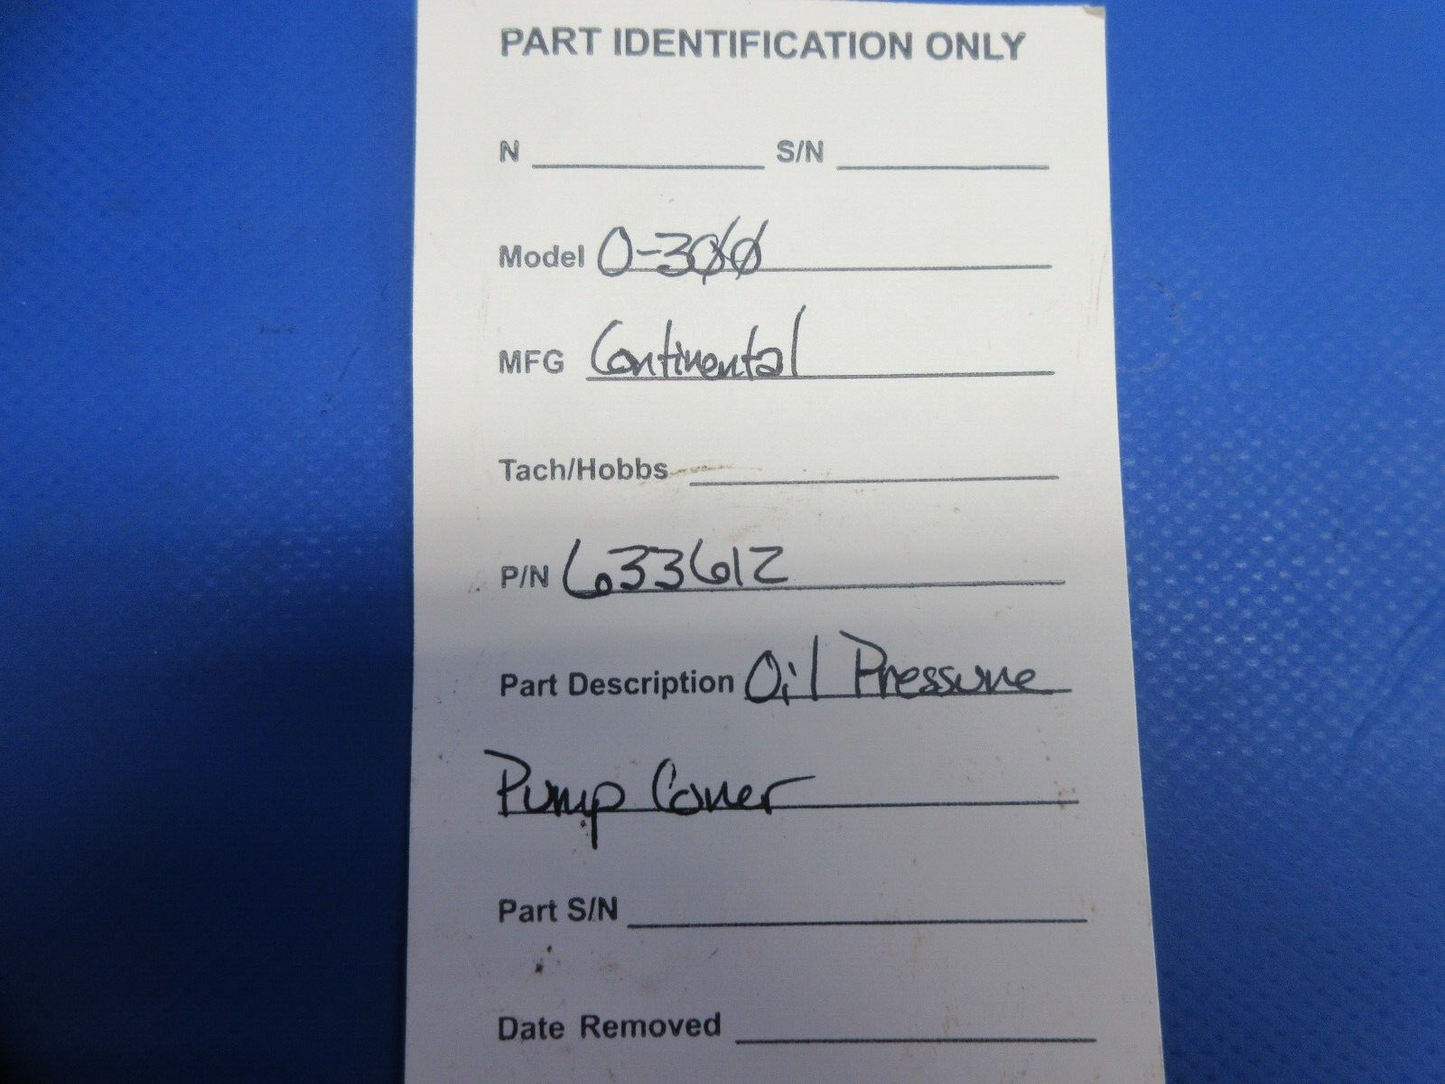 PART IDENTIFICATION ONLY
N S/N
Model O-300
MFG Continental
Tach/Hobbs
P/N 633612
Part Description Oil Pressure
Pump Cover
Part S/N
Date Removed